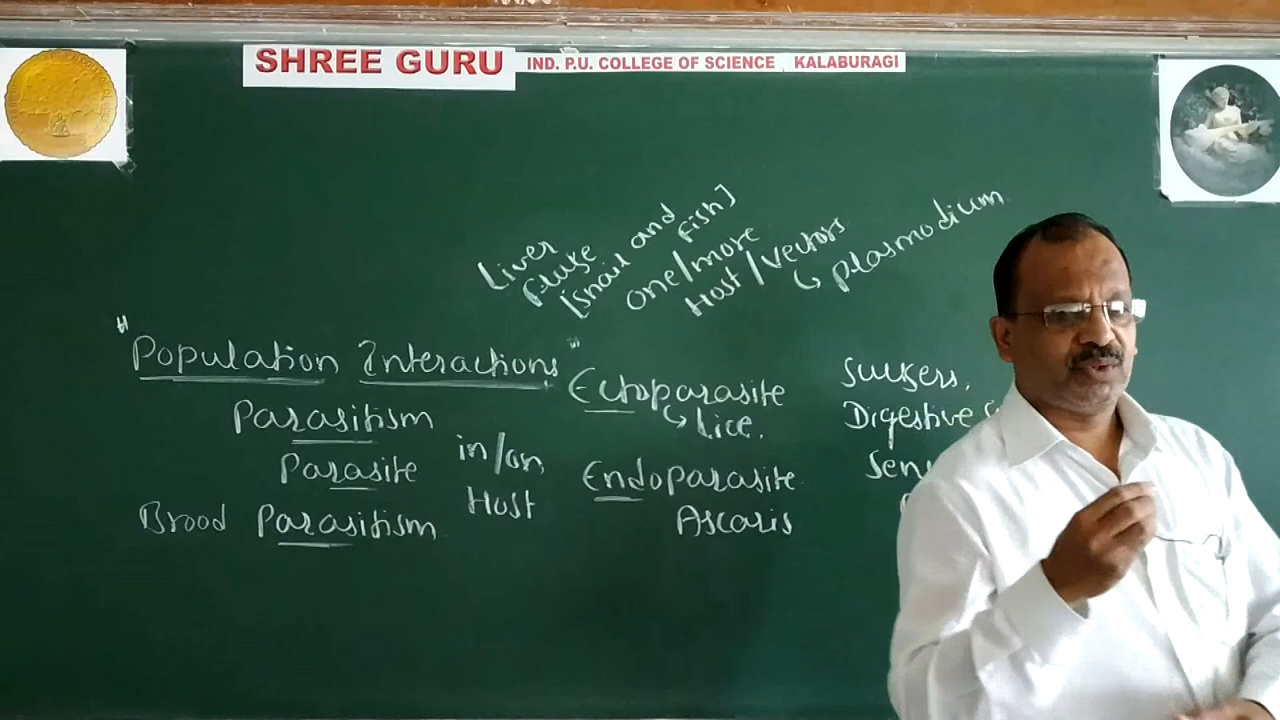 SHREE GURU IND. P.U. COLLEGE OF SCIENCE, KALABURAGI
Liver
fluke
[Snail and
fish]
one/more
Host/Vectors
↳ plasmodium
"Population Interactions"
Parasitism
Parasite
Brood Parasitism
in/on
Host
Ectoparasite
↳ Lice.
Endoparasite
Ascaris
Suckers,
Digestive